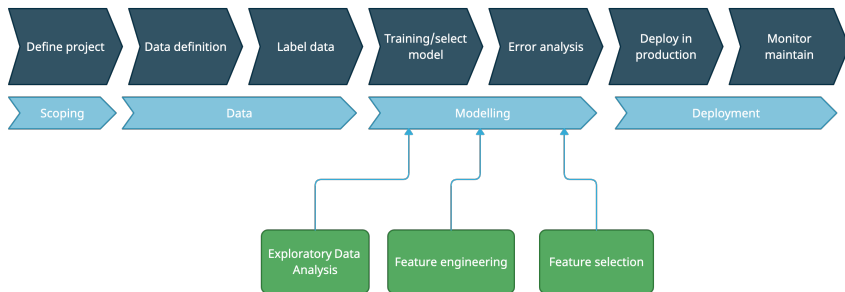 Define project
Data definition
Label data
Training/select
model
Error analysis
Deploy in
production
Monitor
maintain
Scoping
Data
Modelling
Deployment
Exploratory Data
Analysis
Feature engineering
Feature selection